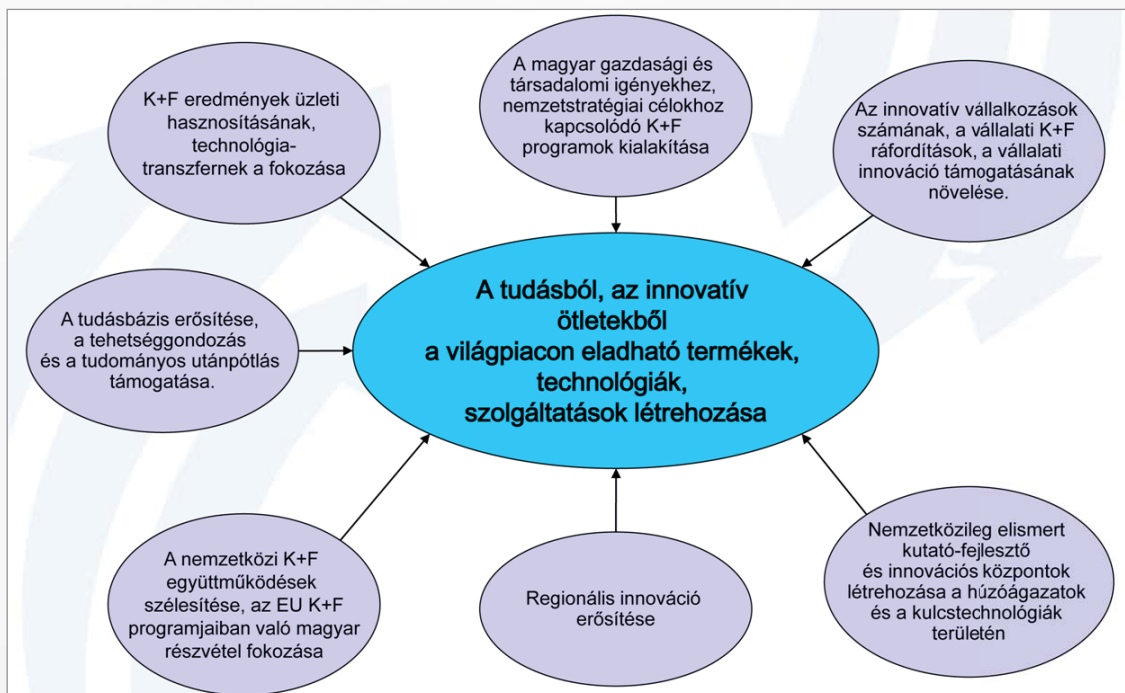 K+F eredmények üzleti
hasznosításának,
technológia-
transzfernek a fokozása
A magyar gazdasági és
társadalomi igényekhez,
nemzetstratégiai célokhoz
kapcsolódó K+F
programok kialakítása
Az innovatív vállalkozások
számának, a vállalati K+F
ráfordítások, a vállalati
innováció támogatásának
növelése.
A tudásbázis erősítése,
a tehetséggondozás
és a tudományos utánpótlás
támogatása.
A tudásból, az innovatív
ötletekből
a világpiacon eladható termékek,
technológiák,
szolgáltatások létrehozása
A nemzetközi K+F
együttműködések
szélesítése, az EU K+F
programjaiban való magyar
részvétel fokozása
Regionális innováció
erősítése
Nemzetközileg elismert
kutató-fejlesztő
és innovációs központok
létrehozása a húzóágazatok
és a kulcstechnológiák
területén